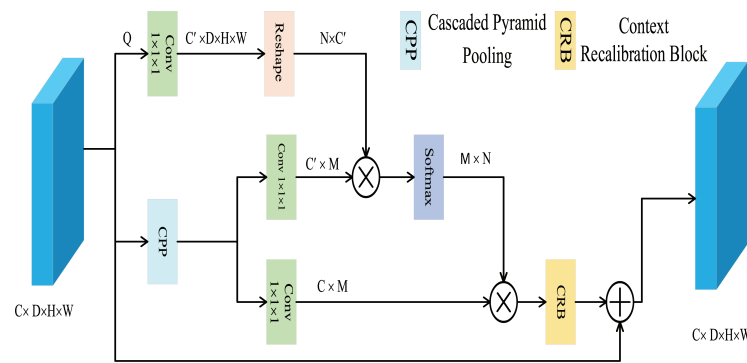 Q
Conv
1×1×1
C′ × D×H×W
Reshape
N×C′
CPP
Cascaded Pyramid
Pooling
CRB
Context
Recalibration Block
Conv 1×1×1
C′ × M
Softmax
M × N
CPP
Conv
1×1×1
C × M
CRB
C× D×H×W
C× D×H×W